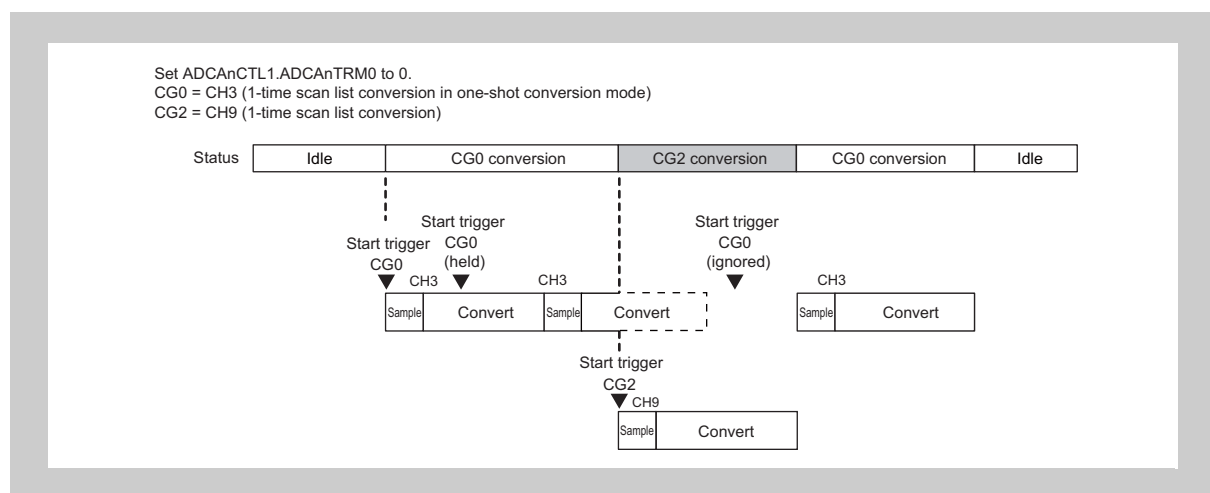 Set ADCAnCTL1.ADCAnTRM0 to 0.
CG0 = CH3 (1-time scan list conversion in one-shot conversion mode)
CG2 = CH9 (1-time scan list conversion)
Status Idle CG0 conversion CG2 conversion CG0 conversion Idle
Start trigger
CG0
(held)
Start trigger
CG0
(ignored)
Start trigger
CG0
CH3
CH3
CH3
Sample Convert Sample Convert Sample Convert
Start trigger
CG2
CH9
Sample Convert